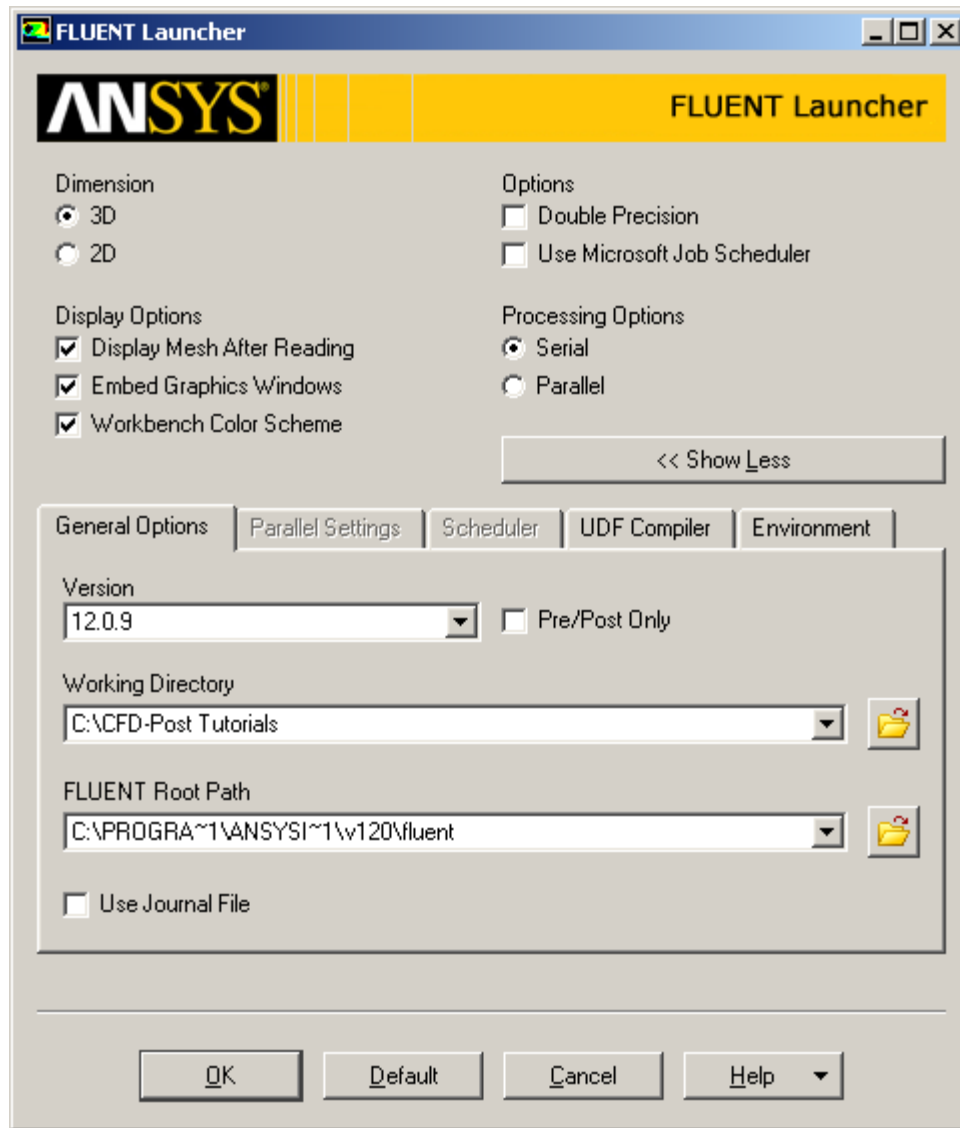 FLUENT Launcher
ANSYS®
FLUENT Launcher
Dimension
3D
2D
Options
Double Precision
Use Microsoft Job Scheduler
Display Options
Display Mesh After Reading
Embed Graphics Windows
Workbench Color Scheme
Processing Options
Serial
Parallel
<< Show Less
General Options Parallel Settings Scheduler UDF Compiler Environment
Version
12.0.9 Pre/Post Only
Working Directory
C:\CFD-Post Tutorials
FLUENT Root Path
C:\PROGRA~1\ANSYSI~1\v120\fluent
Use Journal File
OK Default Cancel Help